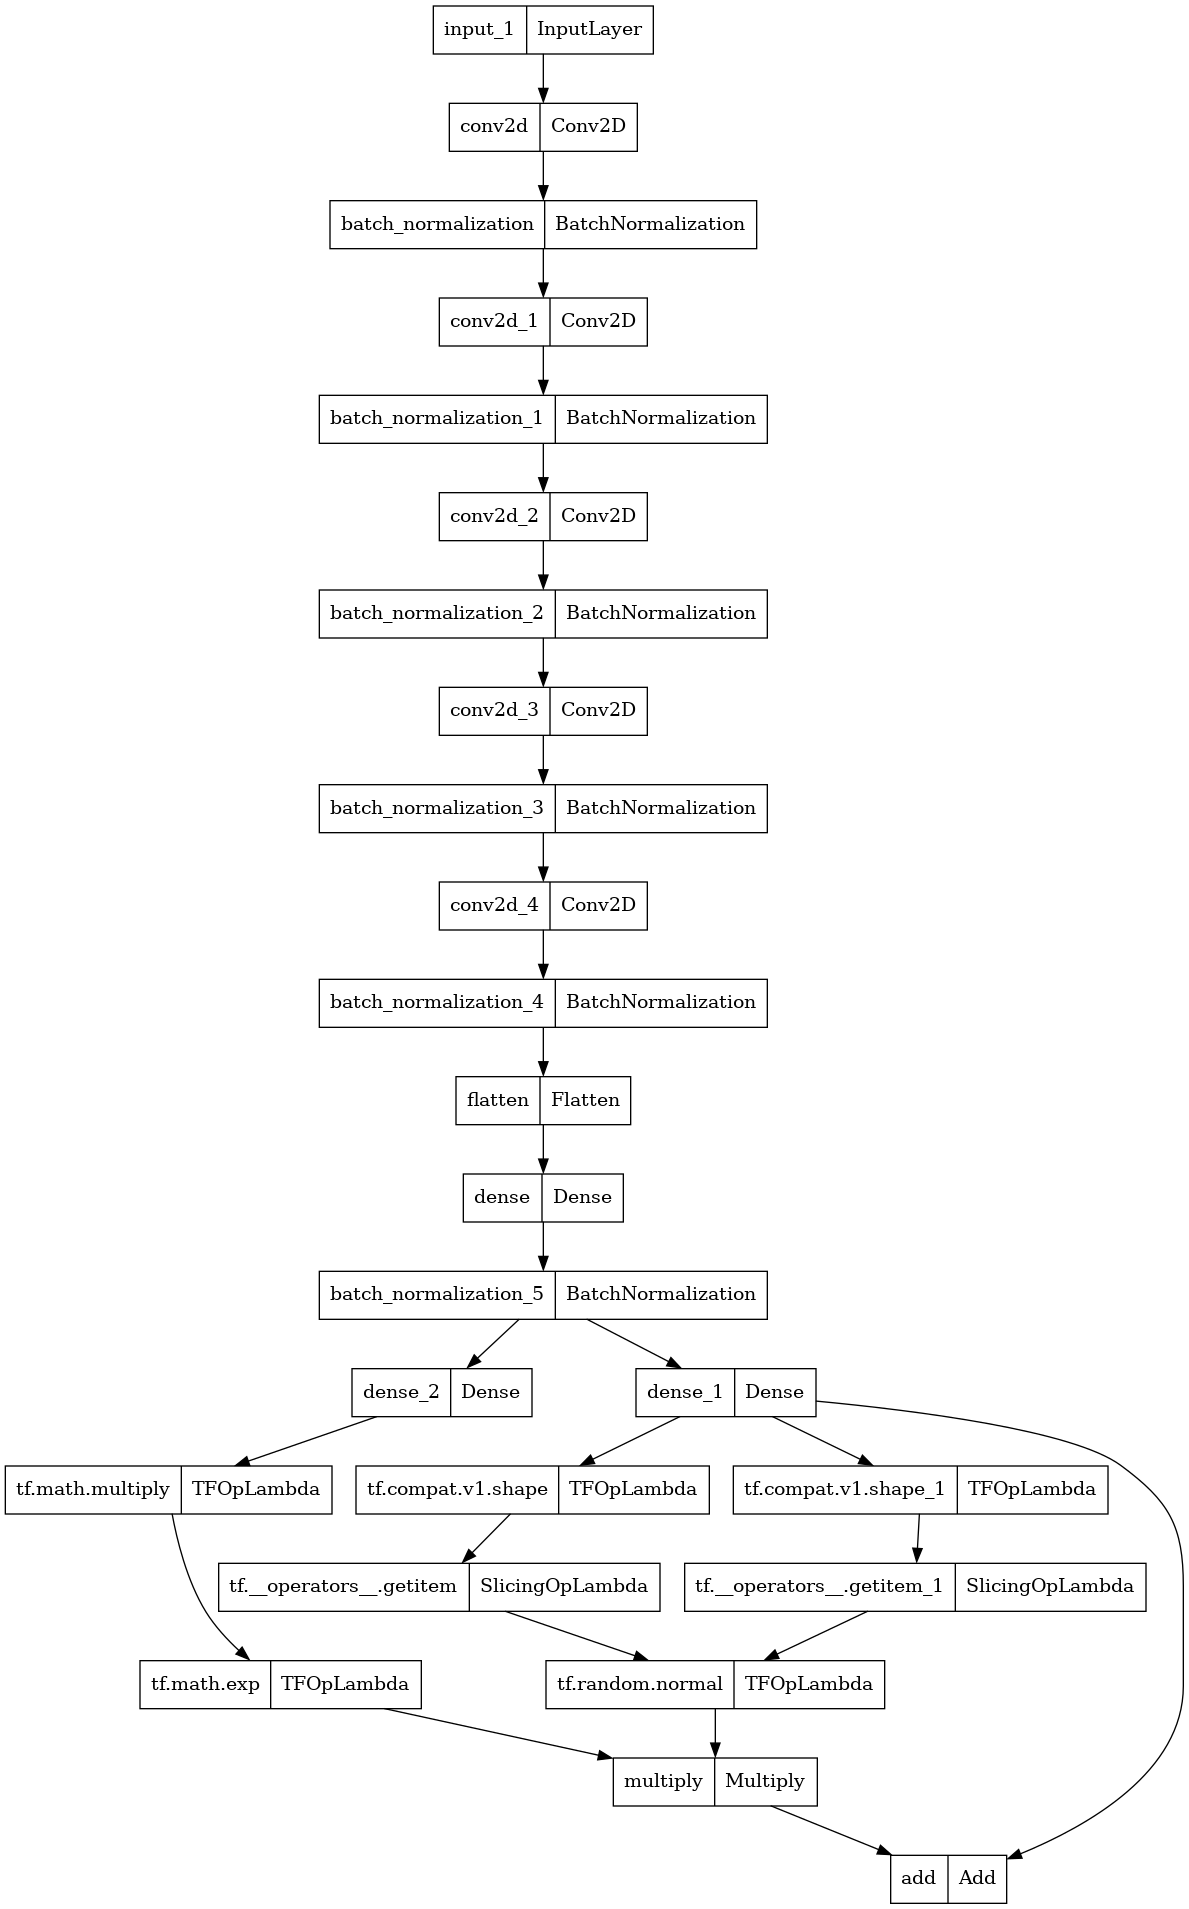 input_1 InputLayer
conv2d Conv2D
batch_normalization BatchNormalization
conv2d_1 Conv2D
batch_normalization_1 BatchNormalization
conv2d_2 Conv2D
batch_normalization_2 BatchNormalization
conv2d_3 Conv2D
batch_normalization_3 BatchNormalization
conv2d_4 Conv2D
batch_normalization_4 BatchNormalization
flatten Flatten
dense Dense
batch_normalization_5 BatchNormalization
dense_2 Dense
dense_1 Dense
tf.math.multiply TFOpLambda
tf.compat.v1.shape TFOpLambda
tf.compat.v1.shape_1 TFOpLambda
tf.__operators__.getitem SlicingOpLambda
tf.__operators__.getitem_1 SlicingOpLambda
tf.math.exp TFOpLambda
tf.random.normal TFOpLambda
multiply Multiply
add Add